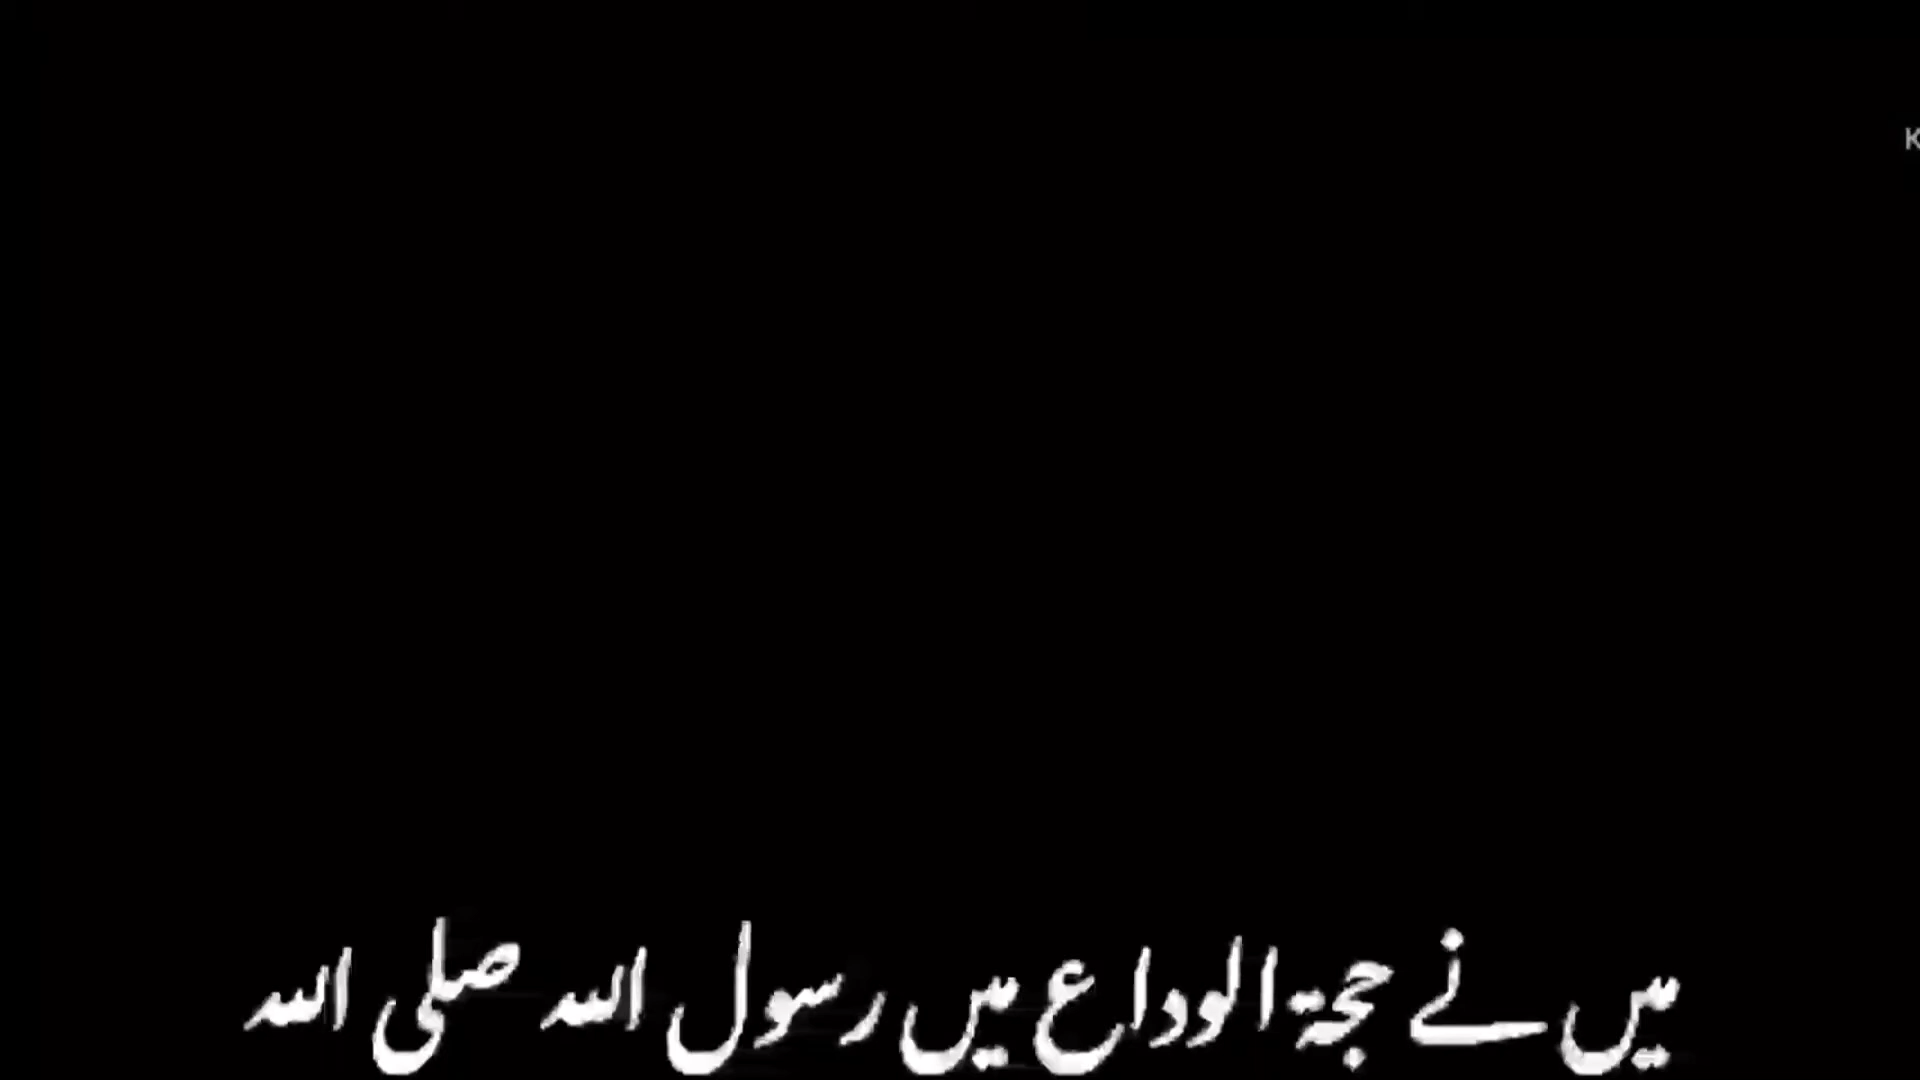 K
میں نے حجۃ الوداع میں رسول اللہ صلی اللہ